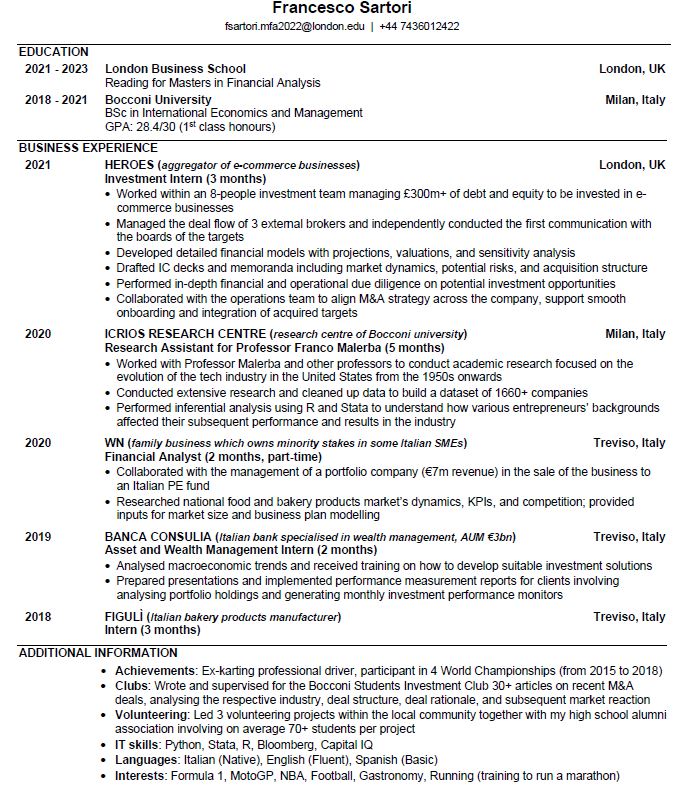 Francesco Sartori
fsartori.mfa2022@london.edu | +44 7436012422
EDUCATION
2021 - 2023 London Business School London, UK
Reading for Masters in Financial Analysis
2018 - 2021 Bocconi University Milan, Italy
BSc in International Economics and Management
GPA: 28.4/30 (1st class honours)
BUSINESS EXPERIENCE
2021 HEROES (aggregator of e-commerce businesses) London, UK
Investment Intern (3 months)
• Worked within an 8-people investment team managing £300m+ of debt and equity to be invested in e-
commerce businesses
• Managed the deal flow of 3 external brokers and independently conducted the first communication with
the boards of the targets
• Developed detailed financial models with projections, valuations, and sensitivity analysis
• Drafted IC decks and memoranda including market dynamics, potential risks, and acquisition structure
• Performed in-depth financial and operational due diligence on potential investment opportunities
• Collaborated with the operations team to align M&A strategy across the company, support smooth
onboarding and integration of acquired targets
2020 ICRIOS RESEARCH CENTRE (research centre of Bocconi university) Milan, Italy
Research Assistant for Professor Franco Malerba (5 months)
• Worked with Professor Malerba and other professors to conduct academic research focused on the
evolution of the tech industry in the United States from the 1950s onwards
• Conducted extensive research and cleaned up data to build a dataset of 1660+ companies
• Performed inferential analysis using R and Stata to understand how various entrepreneurs' backgrounds
affected their subsequent performance and results in the industry
2020 WN (family business which owns minority stakes in some Italian SMEs) Treviso, Italy
Financial Analyst (2 months, part-time)
• Collaborated with the management of a portfolio company (€7m revenue) in the sale of the business to
an Italian PE fund
• Researched national food and bakery products market's dynamics, KPIs, and competition; provided
inputs for market size and business plan modelling
2019 BANCA CONSULIA (Italian bank specialised in wealth management, AUM €3bn) Treviso, Italy
Asset and Wealth Management Intern (2 months)
• Analysed macroeconomic trends and received training on how to develop suitable investment solutions
• Prepared presentations and implemented performance measurement reports for clients involving
analysing portfolio holdings and generating monthly investment performance monitors
2018 FIGULÌ (Italian bakery products manufacturer) Treviso, Italy
Intern (3 months)
ADDITIONAL INFORMATION
• Achievements: Ex-karting professional driver, participant in 4 World Championships (from 2015 to 2018)
• Clubs: Wrote and supervised for the Bocconi Students Investment Club 30+ articles on recent M&A
deals, analysing the respective industry, deal structure, deal rationale, and subsequent market reaction
• Volunteering: Led 3 volunteering projects within the local community together with my high school alumni
association involving on average 70+ students per project
• IT skills: Python, Stata, R, Bloomberg, Capital IQ
• Languages: Italian (Native), English (Fluent), Spanish (Basic)
• Interests: Formula 1, MotoGP, NBA, Football, Gastronomy, Running (training to run a marathon)